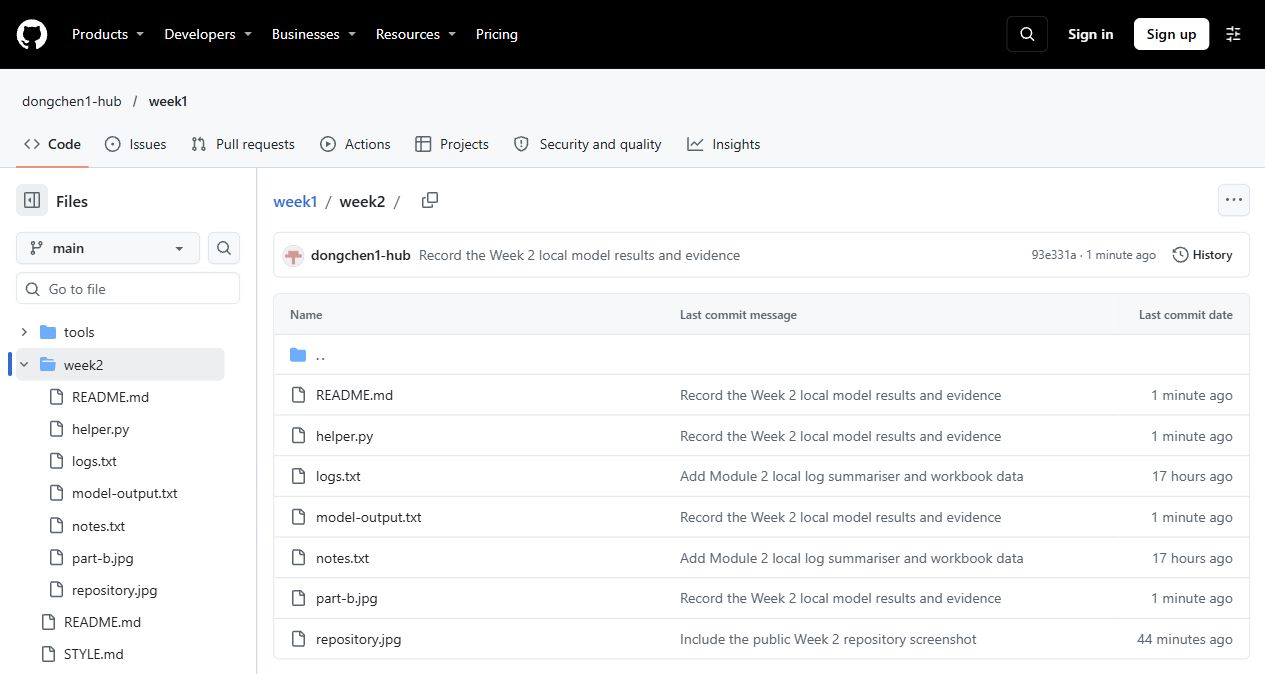 Products Developers Businesses Resources Pricing Sign in Sign up
dongchen1-hub / week1
Code Issues Pull requests Actions Projects Security and quality Insights
Files
main
Go to file
tools
week2
README.md
helper.py
logs.txt
model-output.txt
notes.txt
part-b.jpg
repository.jpg
README.md
STYLE.md
week1 / week2 /
dongchen1-hub Record the Week 2 local model results and evidence 93e331a · 1 minute ago History
Name Last commit message Last commit date
..
README.md Record the Week 2 local model results and evidence 1 minute ago
helper.py Record the Week 2 local model results and evidence 1 minute ago
logs.txt Add Module 2 local log summariser and workbook data 17 hours ago
model-output.txt Record the Week 2 local model results and evidence 1 minute ago
notes.txt Add Module 2 local log summariser and workbook data 17 hours ago
part-b.jpg Record the Week 2 local model results and evidence 1 minute ago
repository.jpg Include the public Week 2 repository screenshot 44 minutes ago